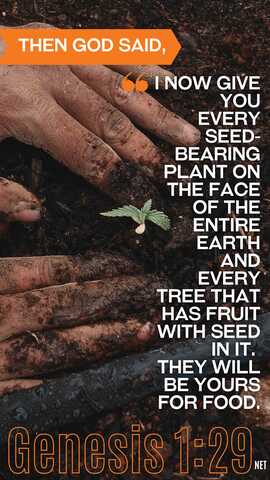 THEN GOD SAID,
“ I NOW GIVE
YOU
EVERY
SEED-
BEARING
PLANT ON
THE FACE
OF THE
ENTIRE
EARTH
AND
EVERY
TREE THAT
HAS FRUIT
WITH SEED
IN IT.
THEY WILL
BE YOURS
FOR FOOD.
Genesis 1:29 NET